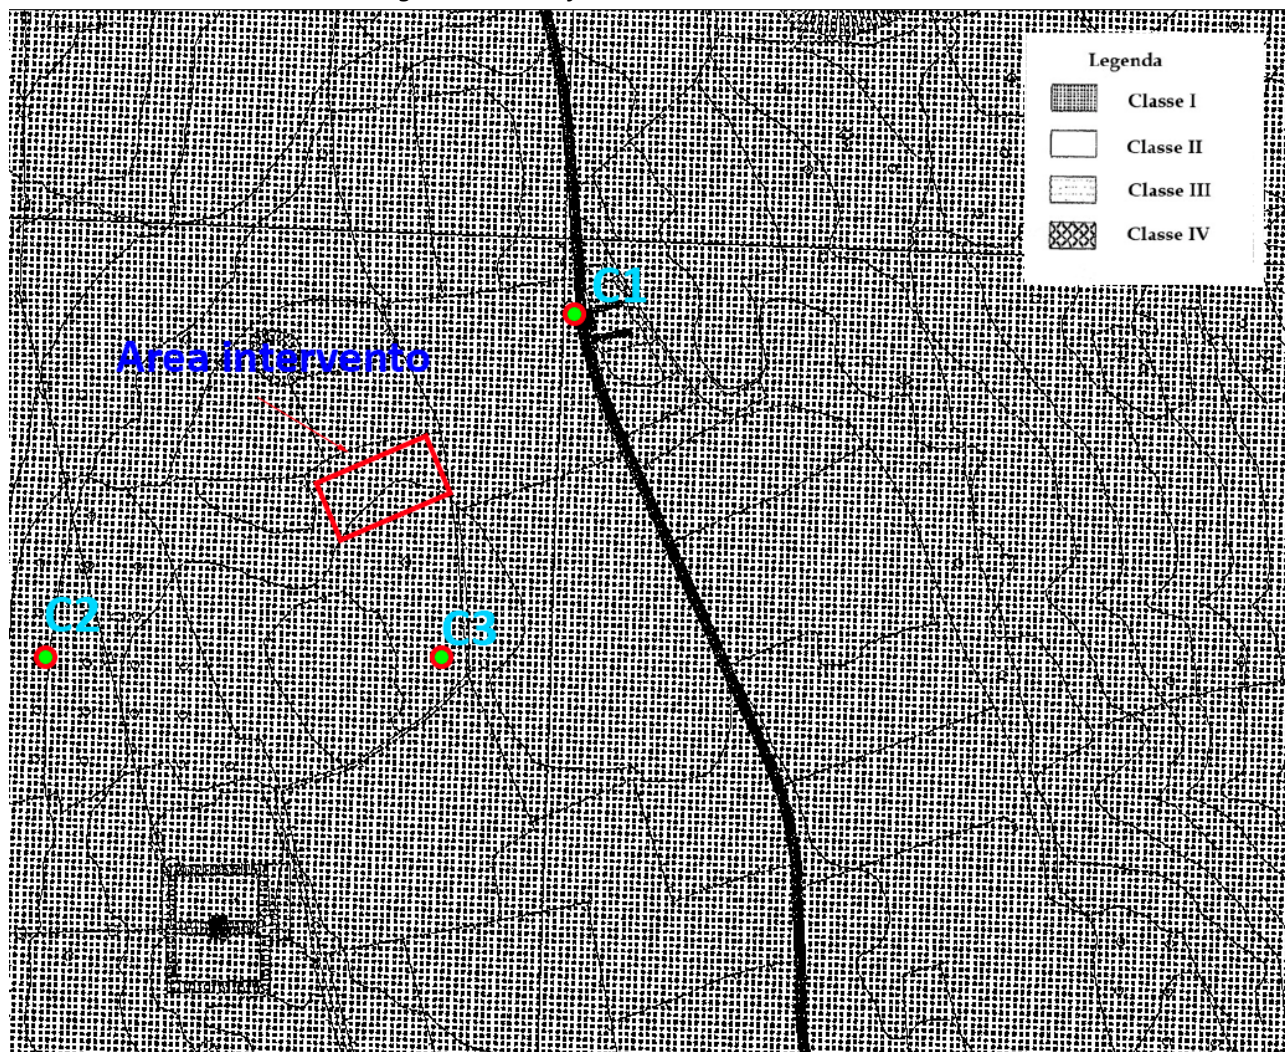 Legenda
Classe I
Classe II
Classe III
Classe IV
C1
Area intervento
C2
C3